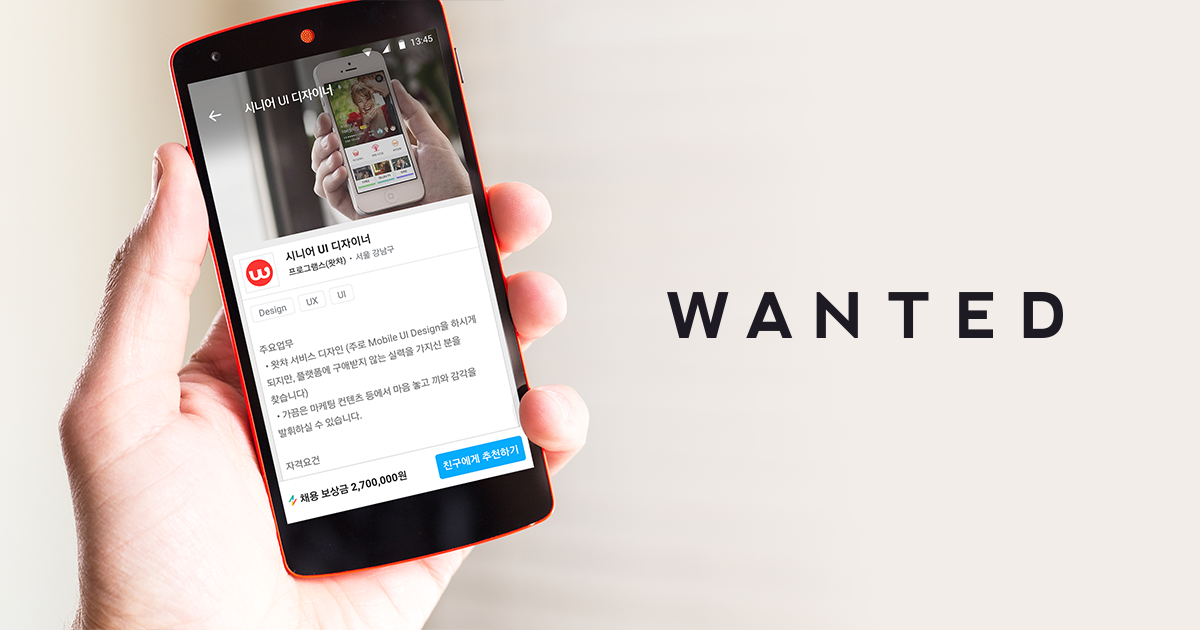 13:45
시니어 UI 디자이너
시니어 UI 디자이너
프로그램스(왓챠) • 서울 강남구
Design UX UI
주요업무
• 왓챠 서비스 디자인 (주로 Mobile UI Design을 하시게
되지만, 플랫폼에 구애받지 않는 실력을 가지신 분을
찾습니다)
• 가끔은 마케팅 컨텐츠 등에서 마음 놓고 끼와 감각을
발휘하실 수 있습니다.
자격요건
채용 보상금 2,700,000원
친구에게 추천하기
WANTED